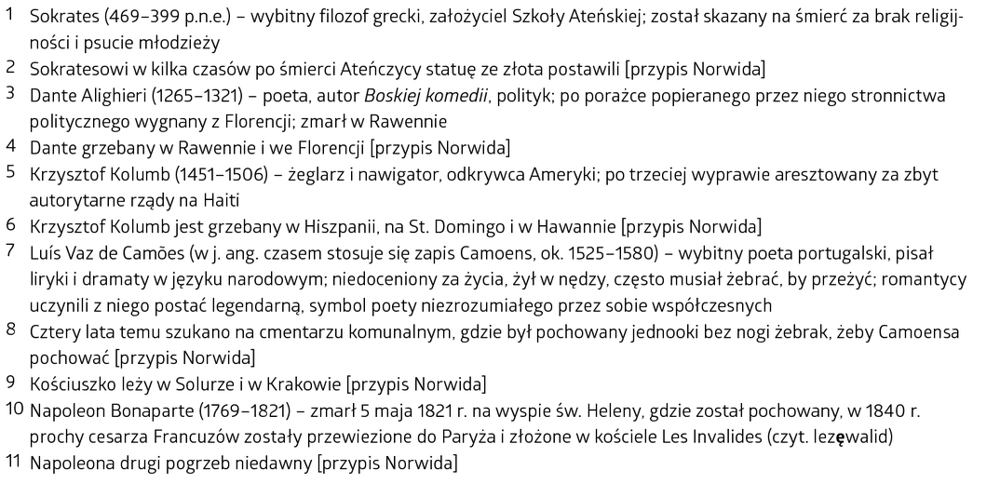 1 Sokrates (469–399 p.n.e.) – wybitny filozof grecki, założyciel Szkoły Ateńskiej; został skazany na śmierć za brak religij-
ności i psucie młodzieży
2 Sokratesowi w kilka czasów po śmierci Ateńczycy statuę ze złota postawili [przypis Norwida]
3 Dante Alighieri (1265–1321) – poeta, autor Boskiej komedii, polityk; po porażce popieranego przez niego stronnictwa
politycznego wygnany z Florencji; zmarł w Rawennie
4 Dante grzebany w Rawennie i we Florencji [przypis Norwida]
5 Krzysztof Kolumb (1451–1506) – żeglarz i nawigator, odkrywca Ameryki; po trzeciej wyprawie aresztowany za zbyt
autorytarne rządy na Haiti
6 Krzysztof Kolumb jest grzebany w Hiszpanii, na St. Domingo i w Hawannie [przypis Norwida]
7 Luís Vaz de Camões (w j. ang. czasem stosuje się zapis Camoens, ok. 1525–1580) – wybitny poeta portugalski, pisał
liryki i dramaty w języku narodowym; niedoceniony za życia, żył w nędzy, często musiał żebrać, by przeżyć; romantycy
uczynili z niego postać legendarną, symbol poety niezrozumiałego przez sobie współczesnych
8 Cztery lata temu szukano na cmentarzu komunalnym, gdzie był pochowany jednooki bez nogi żebrak, żeby Camoensa
pochować [przypis Norwida]
9 Kościuszko leży w Solurze i w Krakowie [przypis Norwida]
10 Napoleon Bonaparte (1769–1821) – zmarł 5 maja 1821 r. na wyspie św. Heleny, gdzie został pochowany, w 1840 r.
prochy cesarza Francuzów zostały przewiezione do Paryża i złożone w kościele Les Invalides (czyt. lezęwalid)
11 Napoleona drugi pogrzeb niedawny [przypis Norwida]